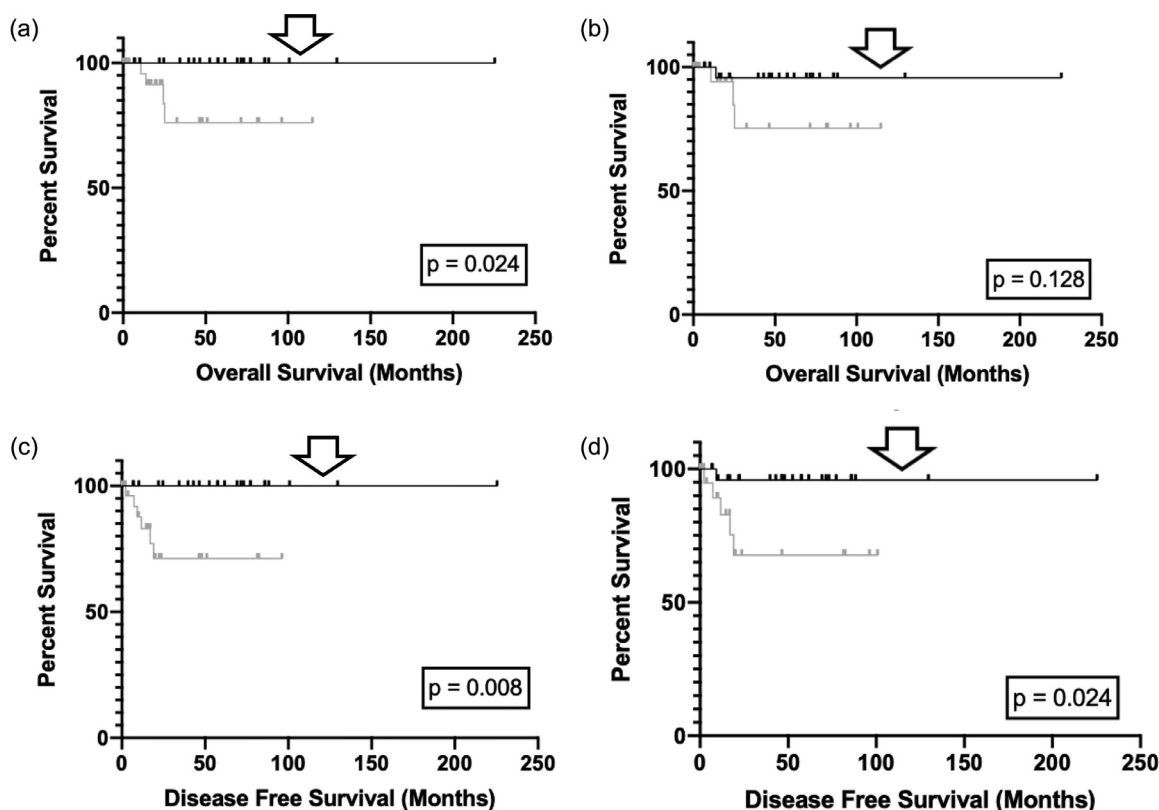 (a)
Percent Survival
100
50
0
p = 0.024
0 50 100 150 200 250
Overall Survival (Months)
(b)
Percent Survival
100
50
0
p = 0.128
0 50 100 150 200 250
Overall Survival (Months)
(c)
Percent Survival
100
50
0
p = 0.008
0 50 100 150 200 250
Disease Free Survival (Months)
(d)
Percent Survival
100
50
0
p = 0.024
0 50 100 150 200 250
Disease Free Survival (Months)